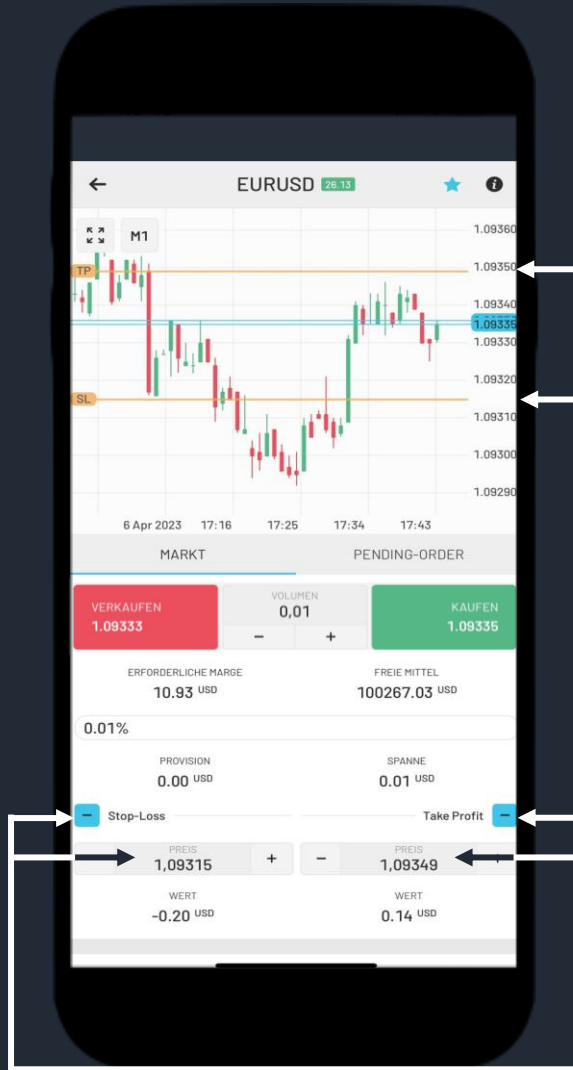 EURUSD 26.13
M1
1.09360
TP
1.09350
1.09340
1.09335
1.09330
1.09320
SL
1.09310
1.09300
1.09290
6 Apr 2023 17:16 17:25 17:34 17:43
MARKT PENDING-ORDER
VERKAUFEN
1.09333
VOLUMEN
0,01
− +
KAUFEN
1.09335
ERFORDERLICHE MARGE FREIE MITTEL
10.93 USD 100267.03 USD
0.01%
PROVISION SPANNE
0.00 USD 0.01 USD
− Stop-Loss Take Profit −
PREIS PREIS
1,09315 + − 1,09349 +
WERT WERT
-0.20 USD 0.14 USD